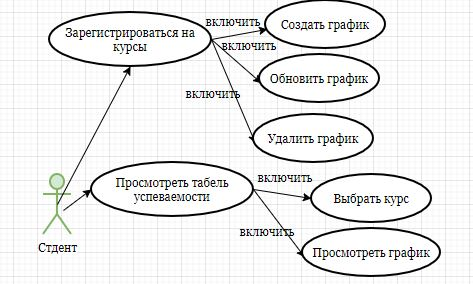 включить
Создать график
Зарегистрироваться на
курсы
включить
Обновить график
включить
Удалить график
Просмотреть табель
успеваемости
включить
Выбрать курс
включить
Просмотреть график
Стдент